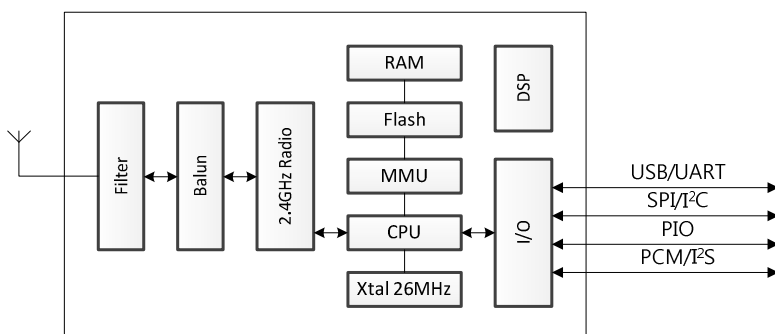 RAM
Flash
MMU
CPU
Xtal 26MHz
DSP
Filter
Balun
2.4GHz Radio
I/O
USB/UART
SPI/I²C
PIO
PCM/I²S